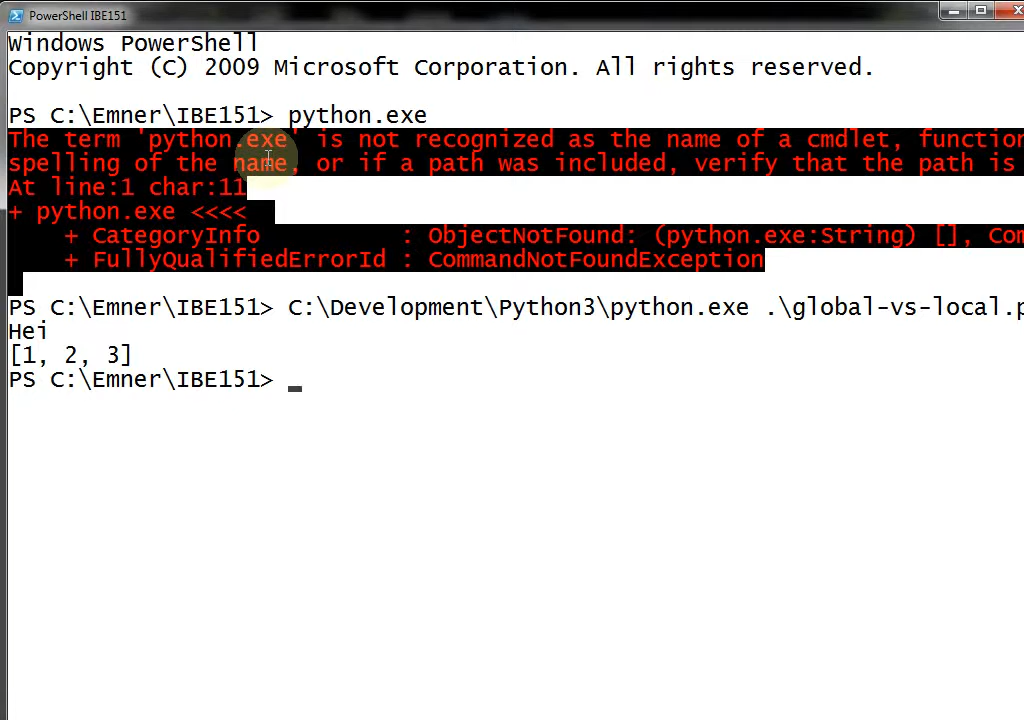 PowerShell IBE151
Windows PowerShell
Copyright (C) 2009 Microsoft Corporation. All rights reserved.
PS C:\Emner\IBE151> python.exe
The term 'python.exe' is not recognized as the name of a cmdlet, function
spelling of the name, or if a path was included, verify that the path is
At line:1 char:11
+ python.exe <<<<
+ CategoryInfo : ObjectNotFound: (python.exe:String) [], Com
+ FullyQualifiedErrorId : CommandNotFoundException
PS C:\Emner\IBE151> C:\Development\Python3\python.exe .\global-vs-local.p
Hei
[1, 2, 3]
PS C:\Emner\IBE151>